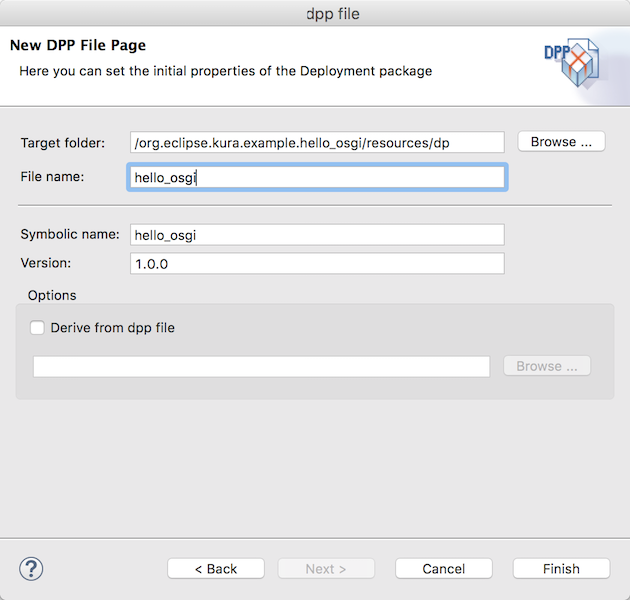 dpp file
New DPP File Page
Here you can set the initial properties of the Deployment package
DPP
Target folder: /org.eclipse.kura.example.hello_osgi/resources/dp Browse ...
File name: hello_osgi
Symbolic name: hello_osgi
Version: 1.0.0
Options
Derive from dpp file
Browse ...
? < Back Next > Cancel Finish